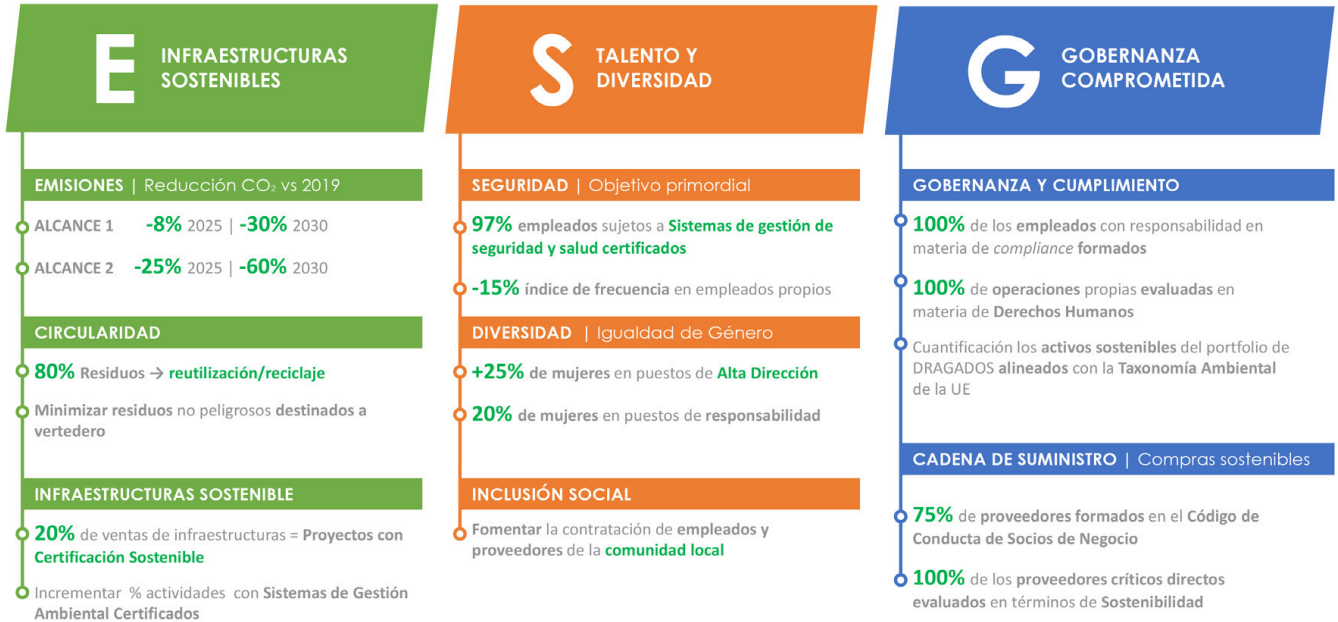 E INFRAESTRUCTURAS
SOSTENIBLES
EMISIONES | Reducción CO₂ vs 2019
ALCANCE 1 -8% 2025 | -30% 2030
ALCANCE 2 -25% 2025 | -60% 2030
CIRCULARIDAD
80% Residuos → reutilización/reciclaje
Minimizar residuos no peligrosos destinados a
vertedero
INFRAESTRUCTURAS SOSTENIBLE
20% de ventas de infraestructuras = Proyectos con
Certificación Sostenible
Incrementar % actividades con Sistemas de Gestión
Ambiental Certificados
S TALENTO Y
DIVERSIDAD
SEGURIDAD | Objetivo primordial
97% empleados sujetos a Sistemas de gestión de
seguridad y salud certificados
-15% índice de frecuencia en empleados propios
DIVERSIDAD | Igualdad de Género
+25% de mujeres en puestos de Alta Dirección
20% de mujeres en puestos de responsabilidad
INCLUSIÓN SOCIAL
Fomentar la contratación de empleados y
proveedores de la comunidad local
G GOBERNANZA
COMPROMETIDA
GOBERNANZA Y CUMPLIMIENTO
100% de los empleados con responsabilidad en
materia de compliance formados
100% de operaciones propias evaluadas en
materia de Derechos Humanos
Cuantificación los activos sostenibles del portfolio de
DRAGADOS alineados con la Taxonomía Ambiental
de la UE
CADENA DE SUMINISTRO | Compras sostenibles
75% de proveedores formados en el Código de
Conducta de Socios de Negocio
100% de los proveedores críticos directos
evaluados en términos de Sostenibilidad